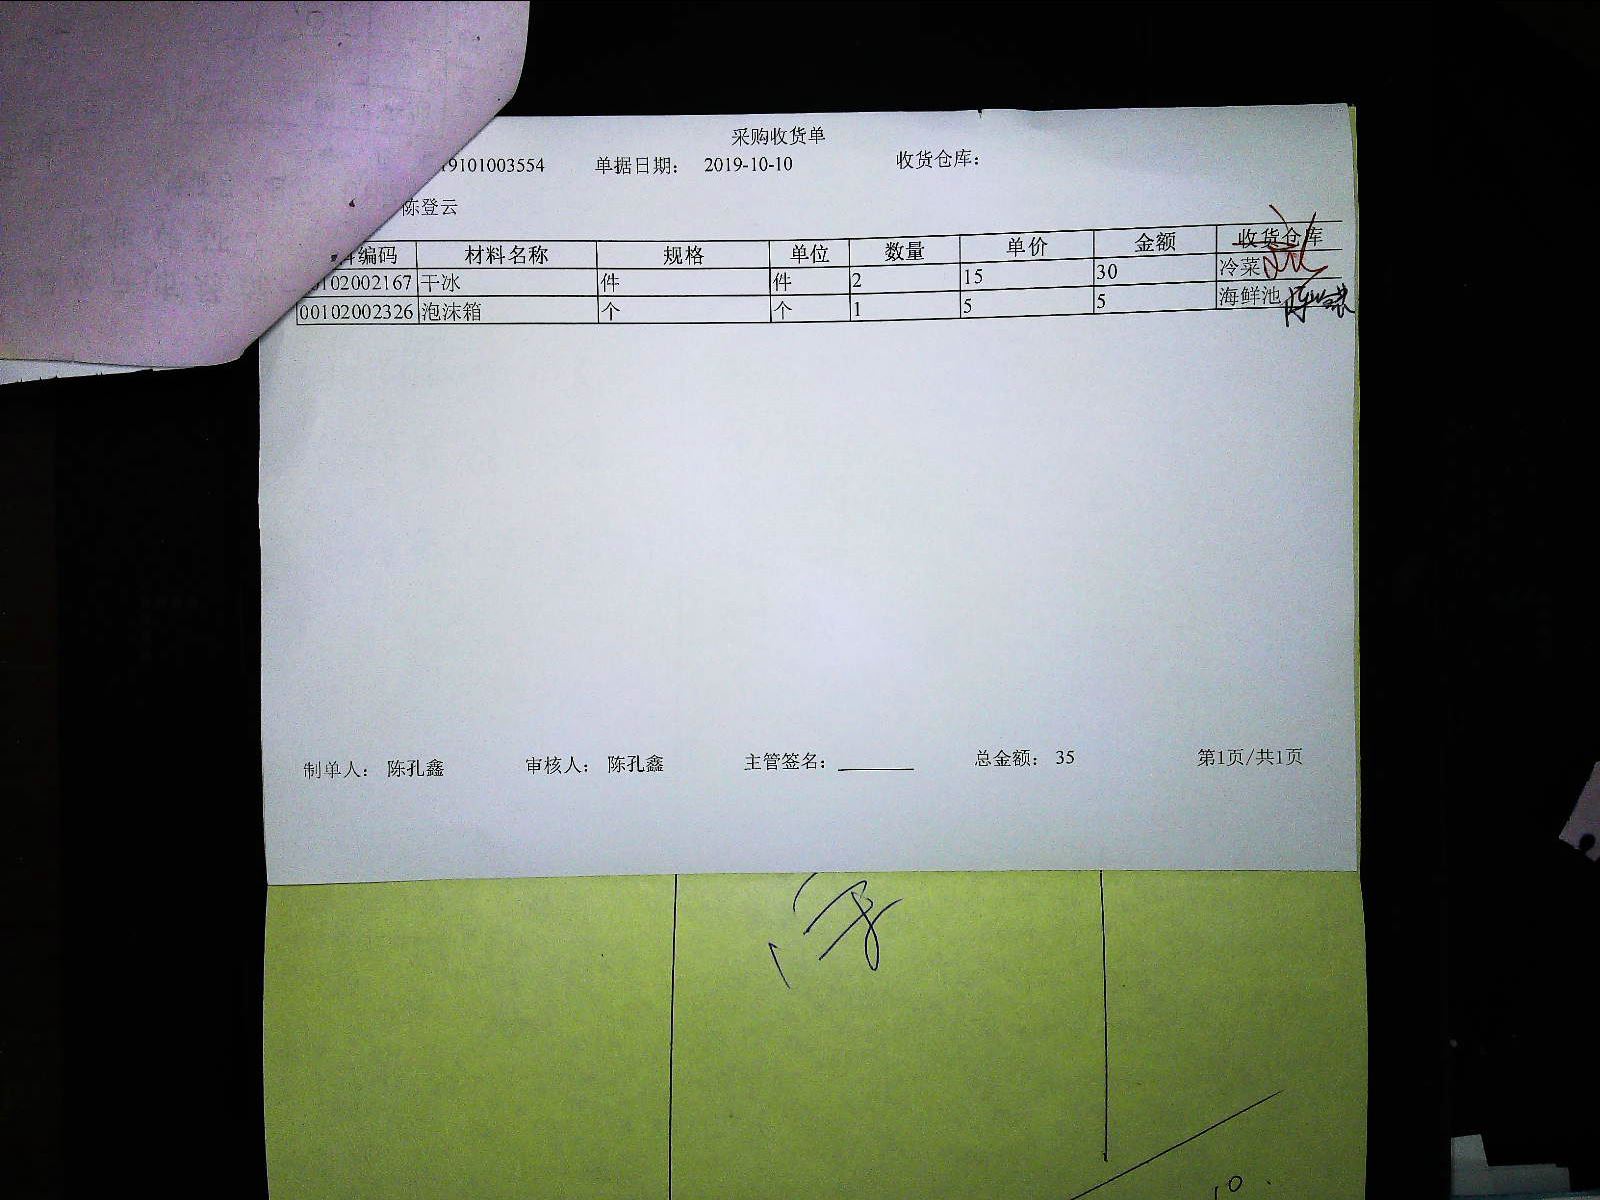 采购收货单
19101003554 单据日期: 2019-10-10 收货仓库:
陈登云
编码 材料名称 规格 单位 数量 单价 金额 收货仓库
0102002167 干冰 件 件 2 15 30 冷菜
00102002326 泡沫箱 个 个 1 5 5 海鲜池
制单人: 陈孔鑫 审核人: 陈孔鑫 主管签名: 总金额: 35 第1页/共1页
10.